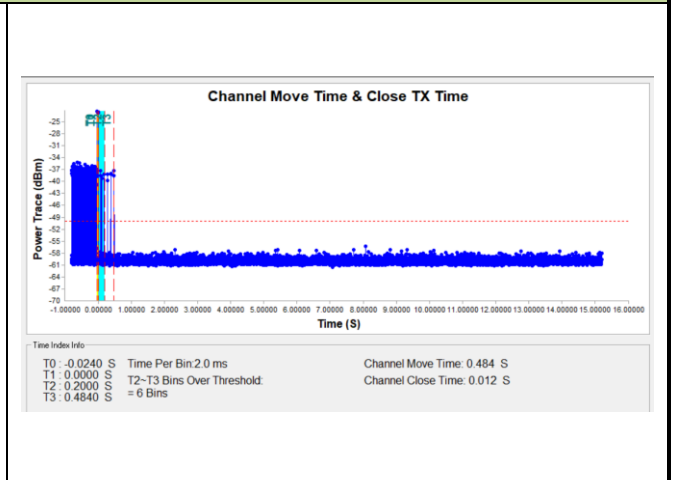 Channel Move Time & Close TX Time
Power Trace (dBm)
-25
-28
-31
-34
-37
-40
-43
-46
-49
-52
-55
-58
-61
-64
-67
-70
-1.00000 0.00000 1.00000 2.00000 3.00000 4.00000 5.00000 6.00000 7.00000 8.00000 9.00000 10.00000 11.00000 12.00000 13.00000 14.00000 15.00000 16.00000
Time (S)
Time Index Info
T0 : -0.0240 S Time Per Bin:2.0 ms Channel Move Time: 0.484 S
T1 : 0.0000 S
T2 : 0.2000 S T2~T3 Bins Over Threshold: Channel Close Time: 0.012 S
T3 : 0.4840 S = 6 Bins